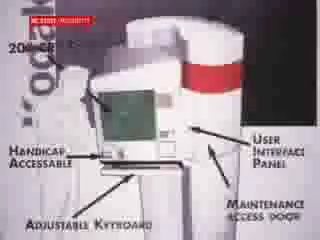 HANDICAP
ACCESSABLE
USER
INTERFACE
PANEL
MAINTENANCE
ACCESS DOOR
ADJUSTABLE KEYBOARD